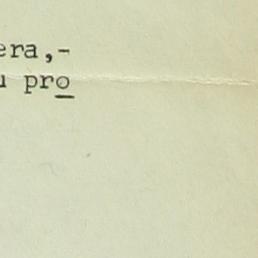 era,-
u pro